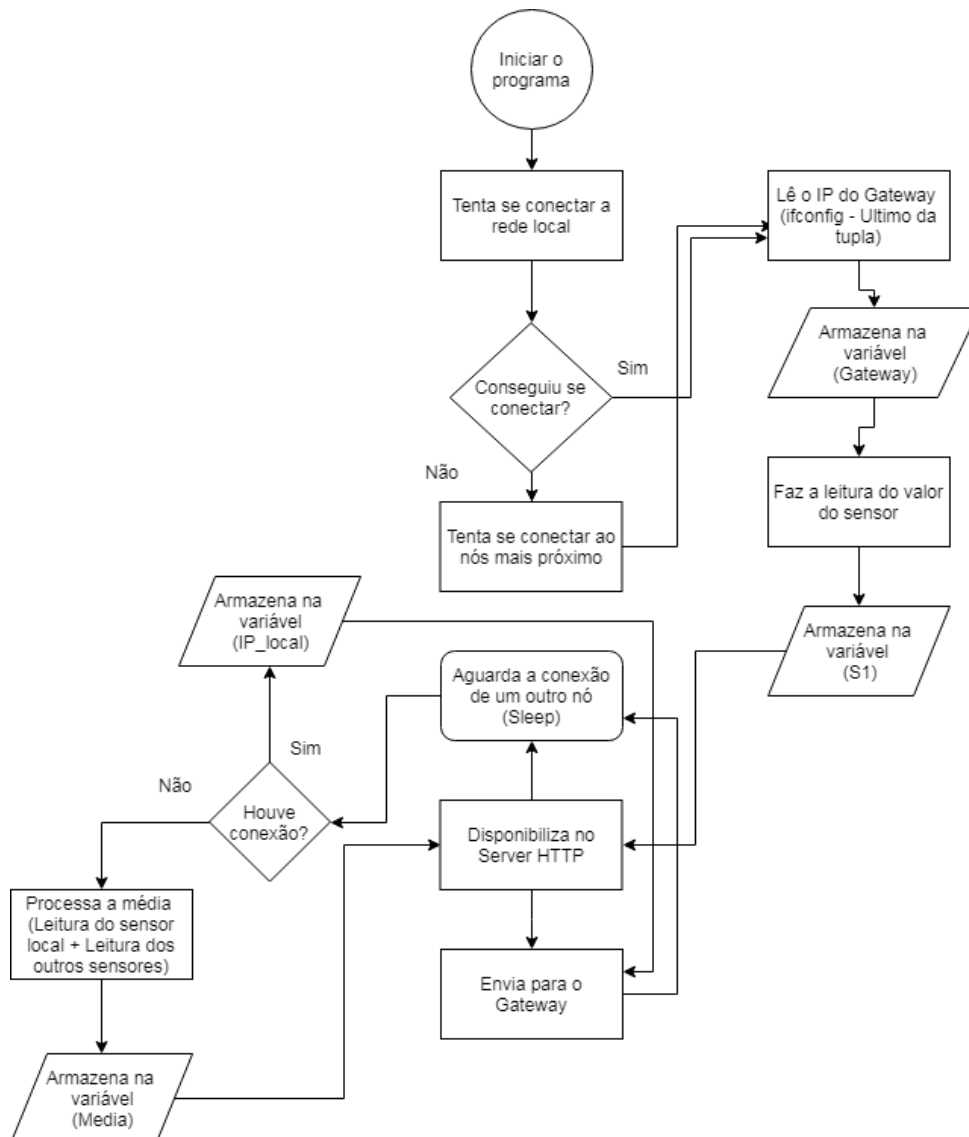 Iniciar o
programa
Tenta se conectar a
rede local
Lê o IP do Gateway
(ifconfig - Ultimo da
tupla)
Armazena na
variável
(Gateway)
Sim
Conseguiu se
conectar?
Não
Faz a leitura do valor
do sensor
Tenta se conectar ao
nós mais próximo
Armazena na
variável
(IP_local)
Armazena na
variável
(S1)
Aguarda a conexão
de um outro nó
(Sleep)
Sim
Não
Houve
conexão?
Disponibiliza no
Server HTTP
Processa a média
(Leitura do sensor
local + Leitura dos
outros sensores)
Envia para o
Gateway
Armazena na
variável
(Media)